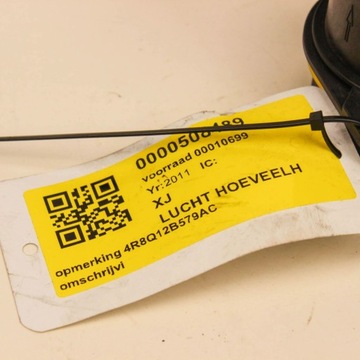 0000508489
voorraad 00010699
Yr: 2011 IC:
XJ
LUCHT HOEVEELH
opmerking 4R8Q12B579AC
omschrijvi